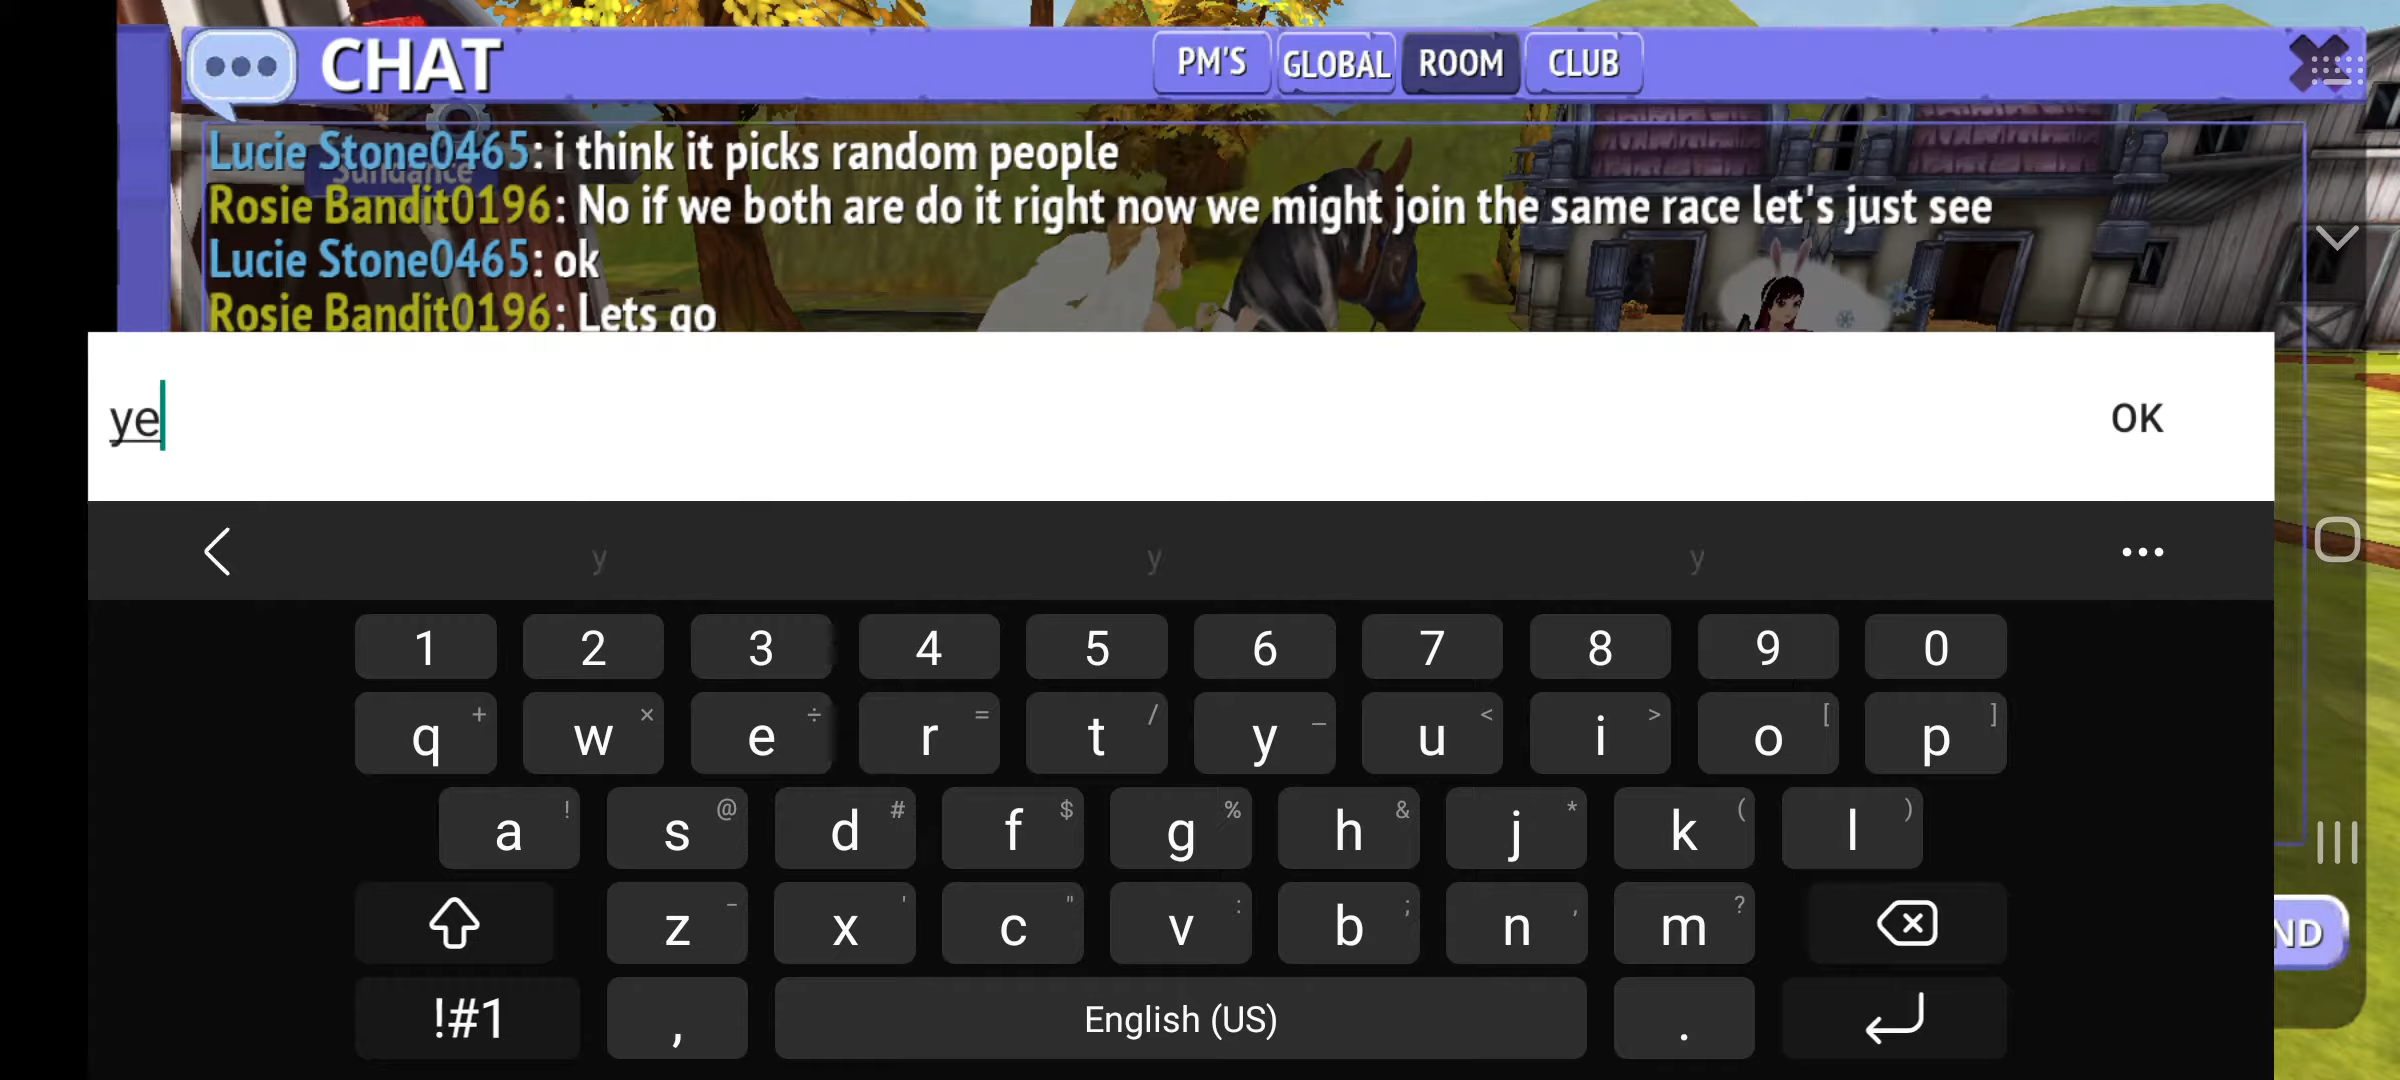 CHAT
PM'S GLOBAL ROOM CLUB
Lucie Stone0465: i think it picks random people
Sundance
Rosie Bandit0196: No if we both are do it right now we might join the same race let's just see
Lucie Stone0465: ok
Rosie Bandit0196: Lets go
ye
OK
y y y
1 2 3 4 5 6 7 8 9 0
q + w × e ÷ r = t / y _ u < i > o [ p ]
a ! s @ d # f $ g % h & j * k ( l )
z - x ' c " v : b ; n , m ?
ND
!#1 , English (US) .